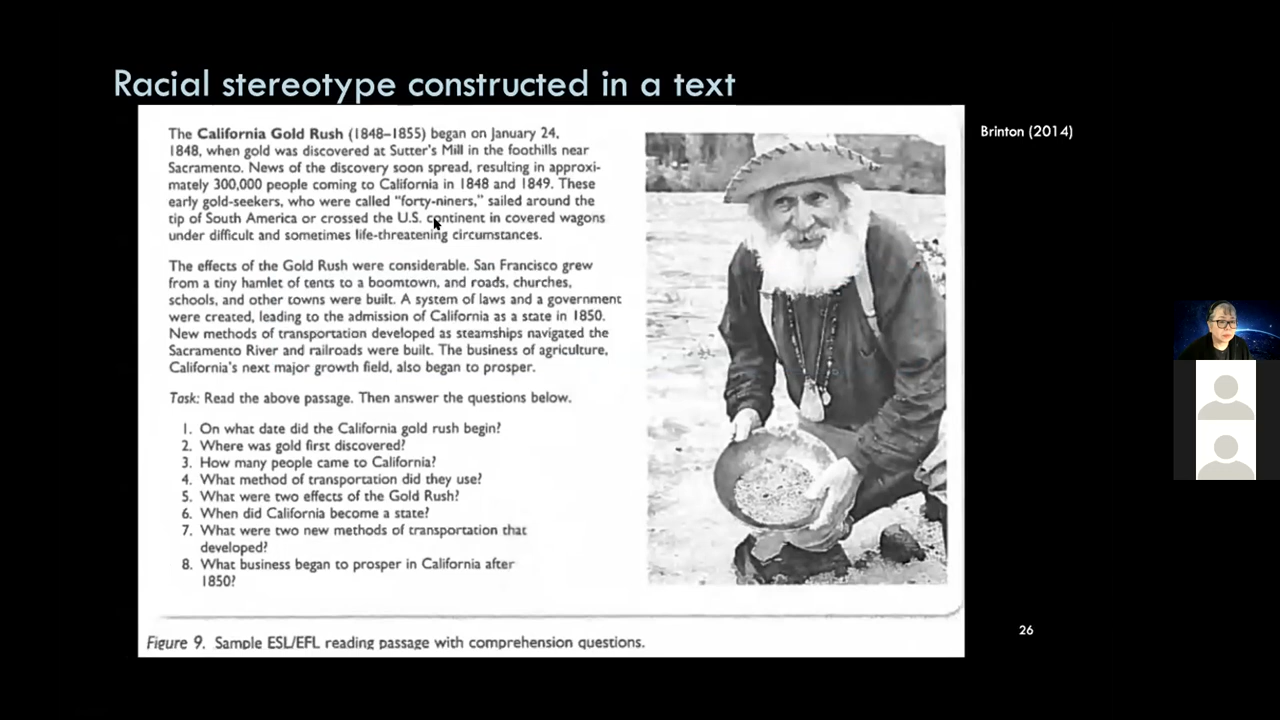 Racial stereotype constructed in a text
The California Gold Rush (1848–1855) began on January 24,
1848, when gold was discovered at Sutter's Mill in the foothills near
Sacramento. News of the discovery soon spread, resulting in approxi-
mately 300,000 people coming to California in 1848 and 1849. These
early gold-seekers, who were called "forty-niners," sailed around the
tip of South America or crossed the U.S. continent in covered wagons
under difficult and sometimes life-threatening circumstances.
The effects of the Gold Rush were considerable. San Francisco grew
from a tiny hamlet of tents to a boomtown, and roads, churches,
schools, and other towns were built. A system of laws and a government
were created, leading to the admission of California as a state in 1850.
New methods of transportation developed as steamships navigated the
Sacramento River and railroads were built. The business of agriculture,
California's next major growth field, also began to prosper.
Task: Read the above passage. Then answer the questions below.
1. On what date did the California gold rush begin?
2. Where was gold first discovered?
3. How many people came to California?
4. What method of transportation did they use?
5. What were two effects of the Gold Rush?
6. When did California become a state?
7. What were two new methods of transportation that
developed?
8. What business began to prosper in California after
1850?
Figure 9. Sample ESL/EFL reading passage with comprehension questions.
Brinton (2014)
26